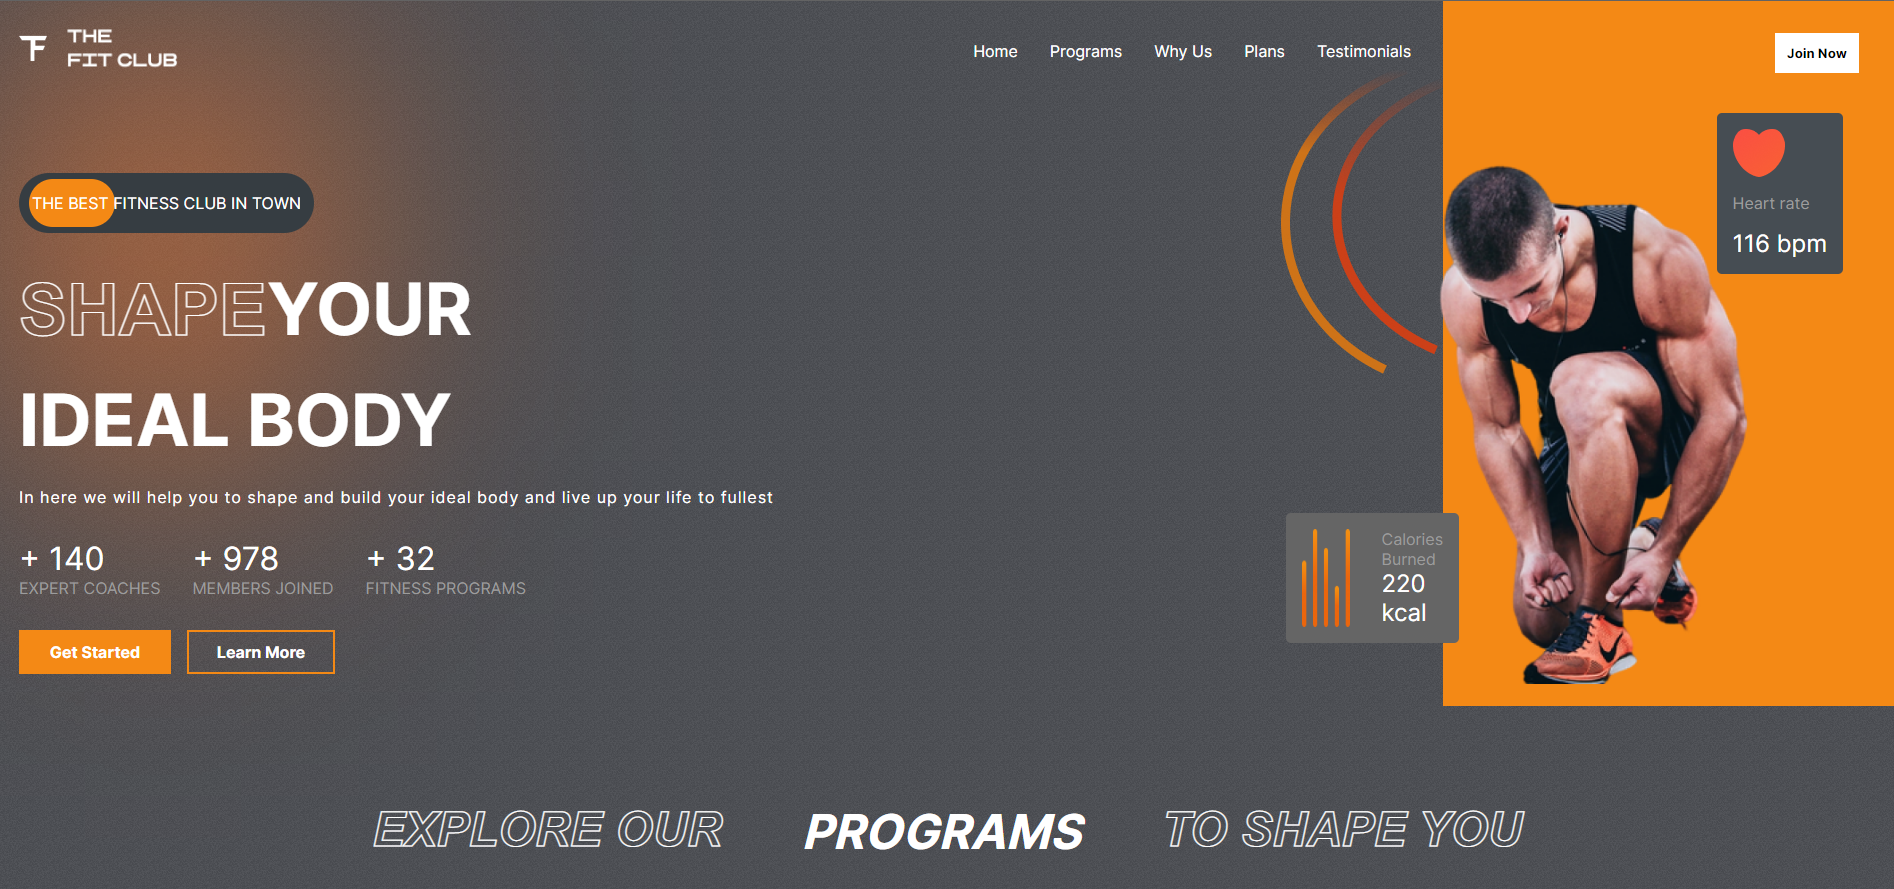 THE
FIT CLUB
Home Programs Why Us Plans Testimonials
Join Now
THE BEST FITNESS CLUB IN TOWN
SHAPEYOUR
IDEAL BODY
In here we will help you to shape and build your ideal body and live up your life to fullest
+ 140 + 978 + 32
EXPERT COACHES MEMBERS JOINED FITNESS PROGRAMS
Get Started Learn More
Heart rate
116 bpm
Calories
Burned
220
kcal
EXPLORE OUR PROGRAMS TO SHAPE YOU